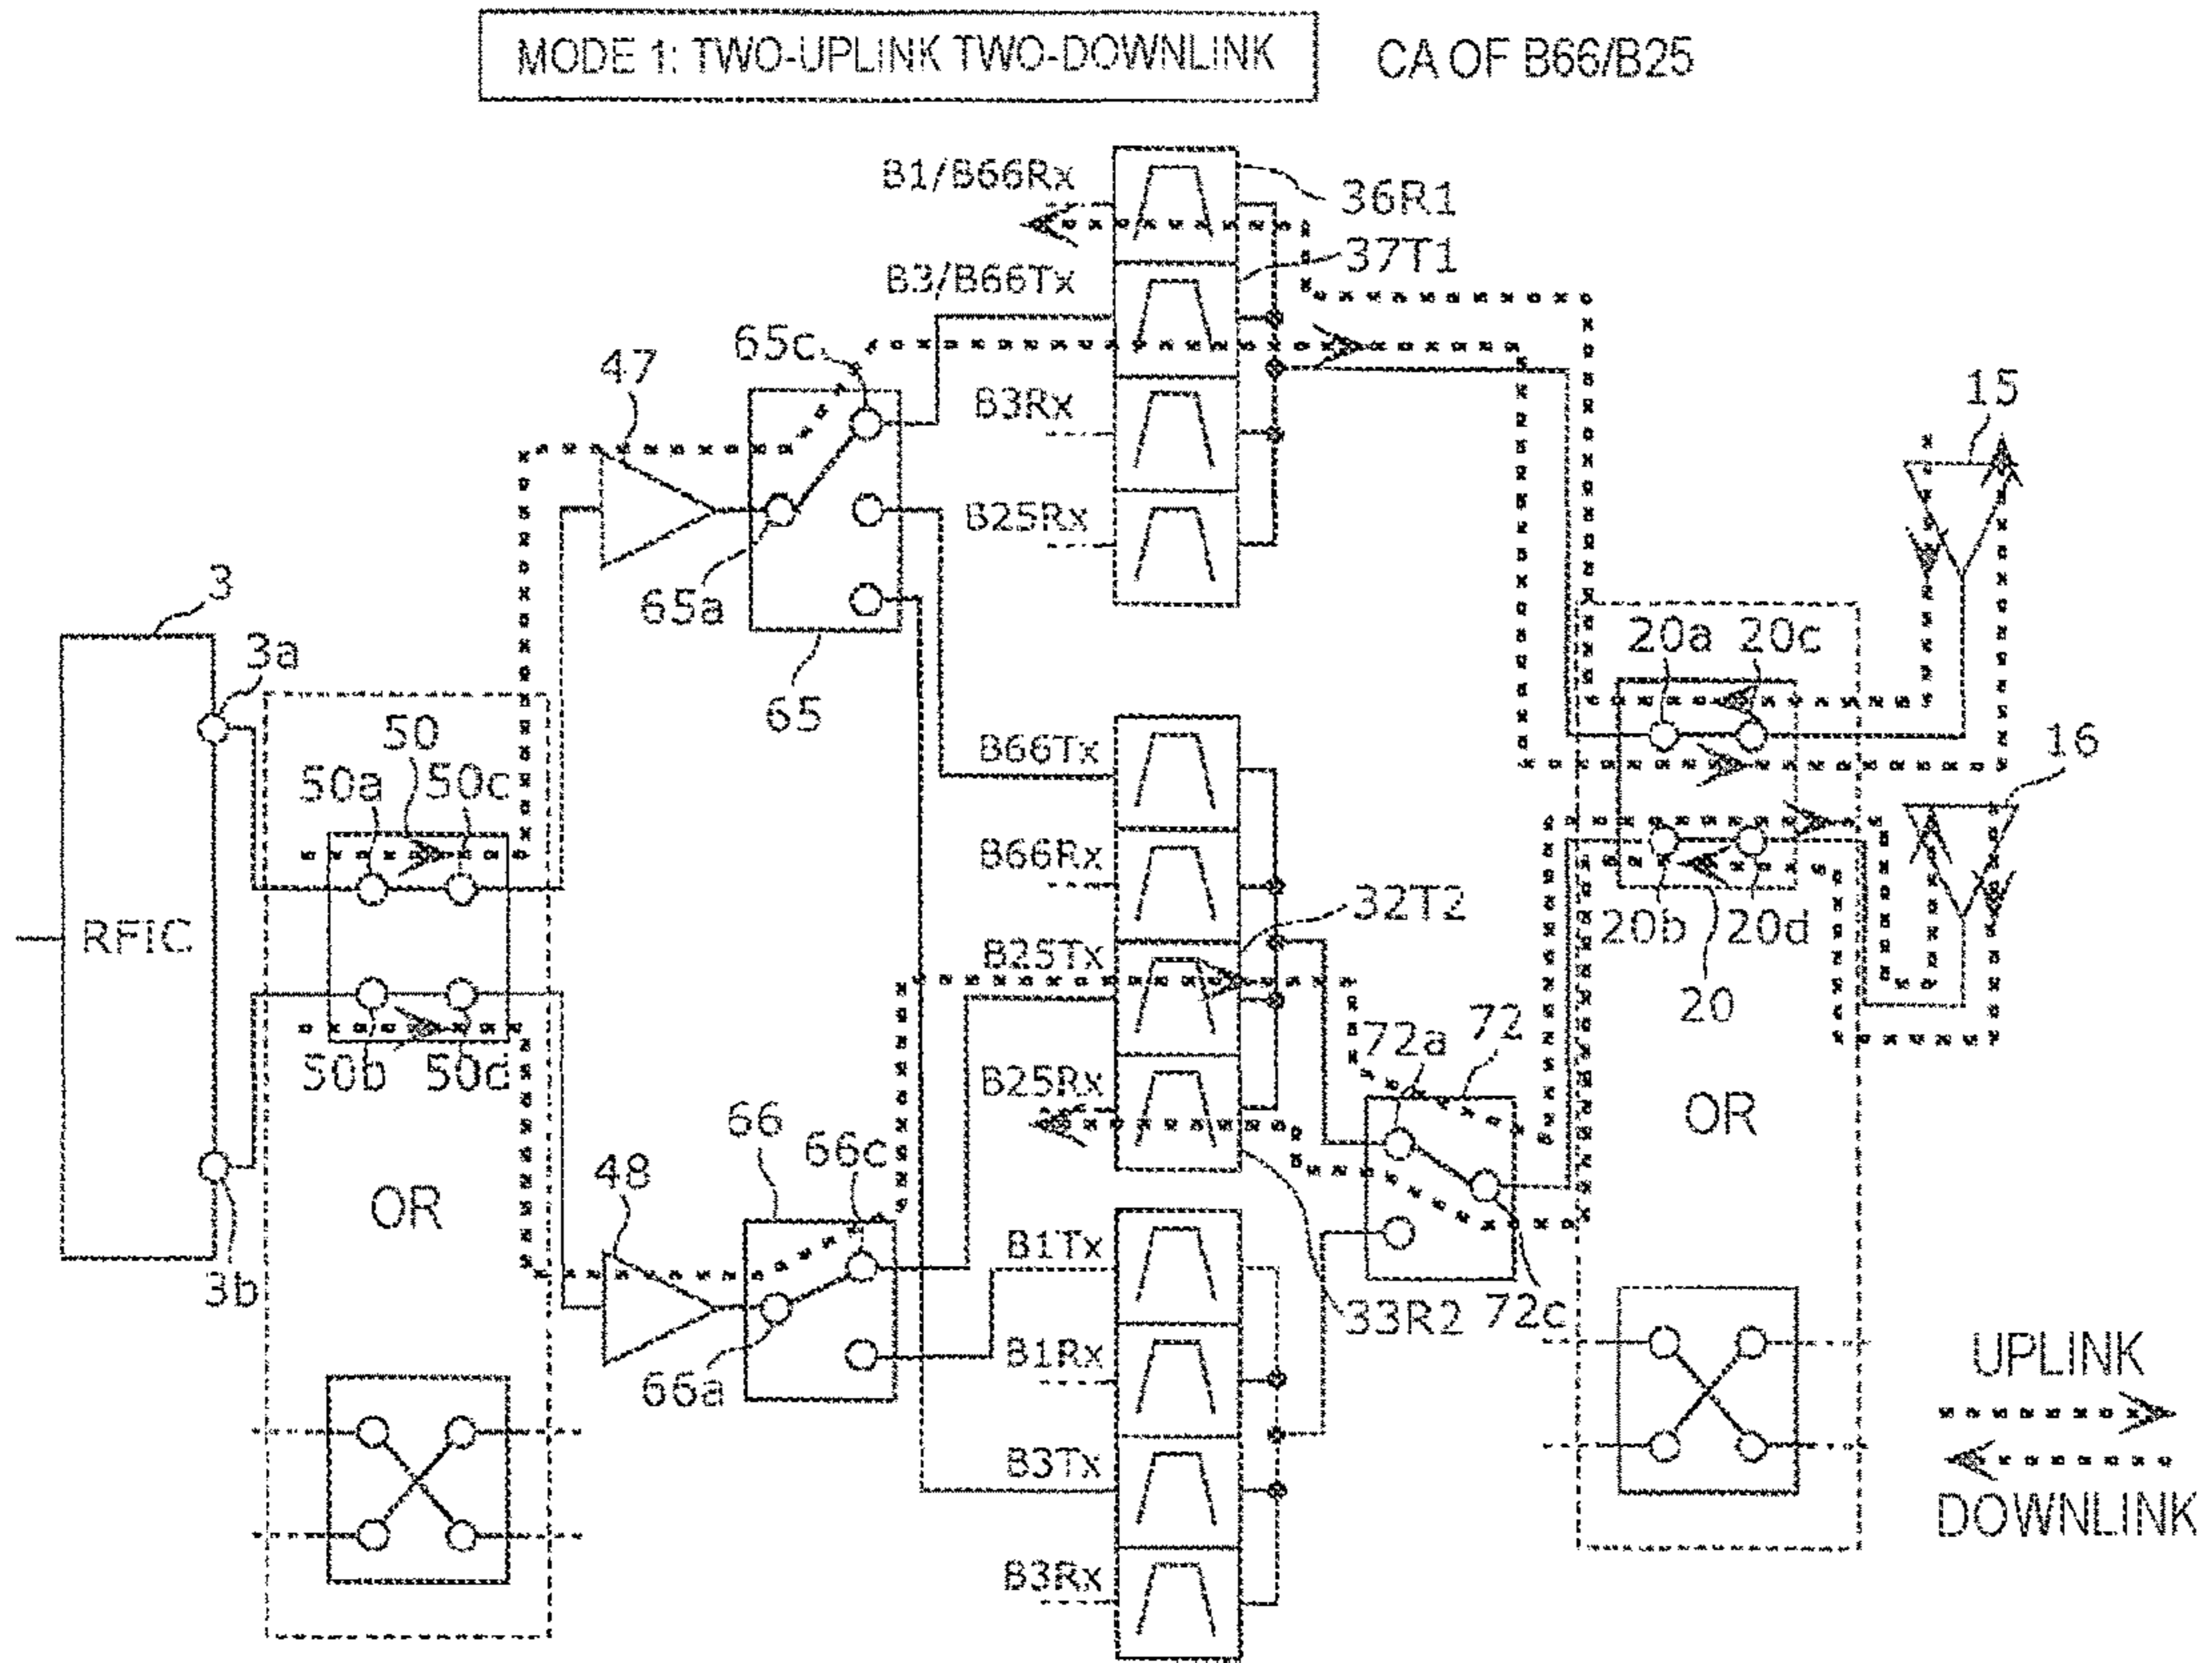 MODE 1: TWO-UPLINK TWO-DOWNLINK
CA OF B66/B25
B1/B66Rx
36R1
37T1
B3/B66Tx
65c
47
B3Rx
15
B25Rx
65a
3
3a
20a
20c
65
50
16
50a
50c
B66Tx
B66Rx
32T2
RFIC
B25Tx
20b
20d
20
72
72a
50b
50d
B25Rx
OR
66
66c
48
OR
B1Tx
3b
33R2
72c
B1Rx
66a
UPLINK
B3Tx
DOWNLINK
B3Rx